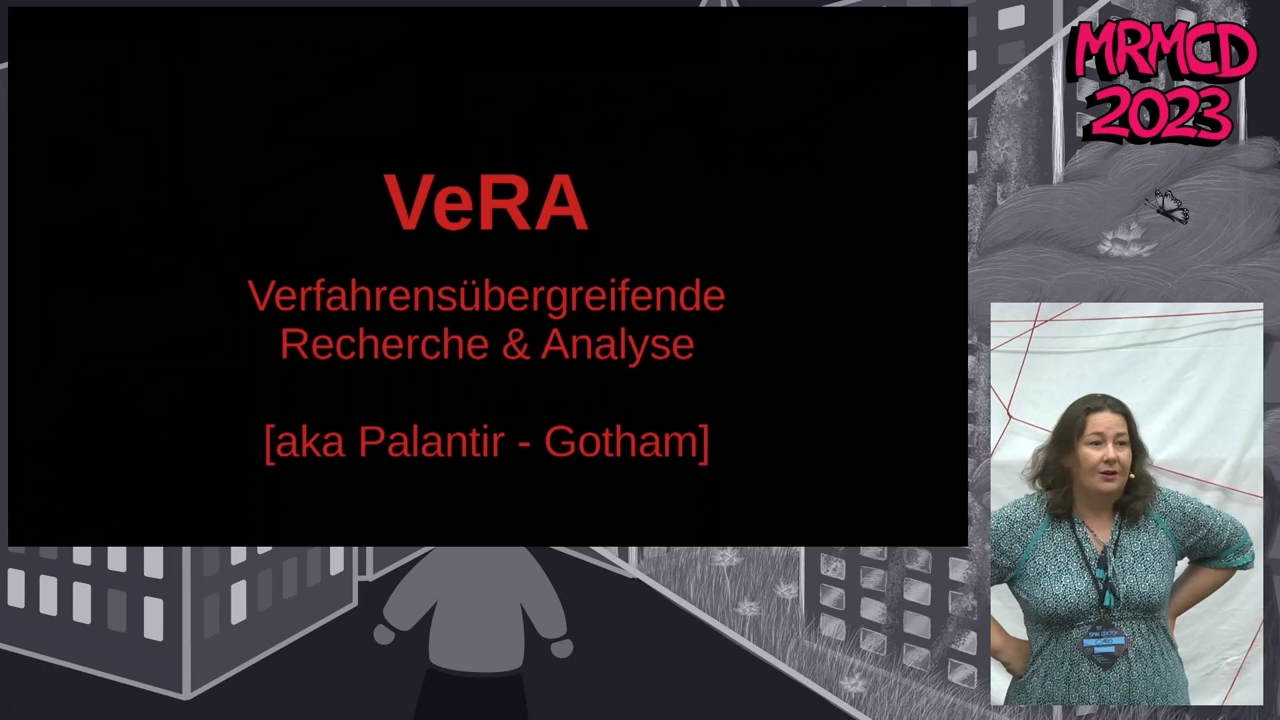 VeRA
Verfahrensübergreifende
Recherche & Analyse
[aka Palantir - Gotham]
MRMCD
2023